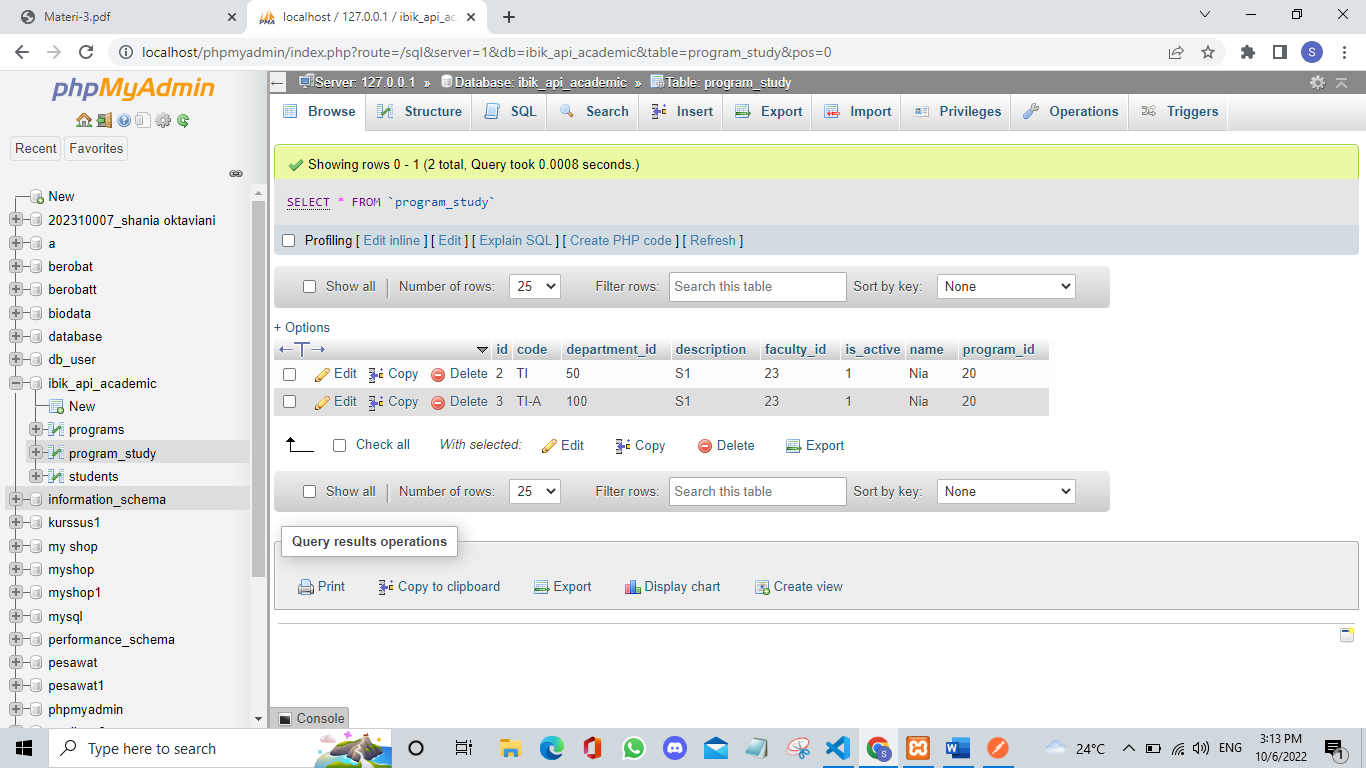 Materi-3.pdf
localhost / 127.0.0.1 / ibik_api_ac
localhost/phpmyadmin/index.php?route=/sql&server=1&db=ibik_api_academic&table=program_study&pos=0
S
phpMyAdmin
Recent Favorites
New
202310007_shania oktaviani
a
berobat
berobatt
biodata
database
db_user
ibik_api_academic
New
programs
program_study
students
information_schema
kurssus1
my shop
myshop
myshop1
mysql
performance_schema
pesawat
pesawat1
phpmyadmin
Server: 127.0.0.1 » Database: ibik_api_academic » Table: program_study
Browse Structure SQL Search Insert Export Import Privileges Operations Triggers
Showing rows 0 - 1 (2 total, Query took 0.0008 seconds.)
SELECT * FROM `program_study`
Profiling [ Edit inline ] [ Edit ] [ Explain SQL ] [ Create PHP code ] [ Refresh ]
Show all Number of rows: 25 Filter rows: Search this table Sort by key: None
+ Options
←T→ id code department_id description faculty_id is_active name program_id
Edit Copy Delete 2 TI 50 S1 23 1 Nia 20
Edit Copy Delete 3 TI-A 100 S1 23 1 Nia 20
Check all With selected: Edit Copy Delete Export
Show all Number of rows: 25 Filter rows: Search this table Sort by key: None
Query results operations
Print Copy to clipboard Export Display chart Create view
Console
Type here to search
24°C ENG
3:13 PM
10/6/2022
1